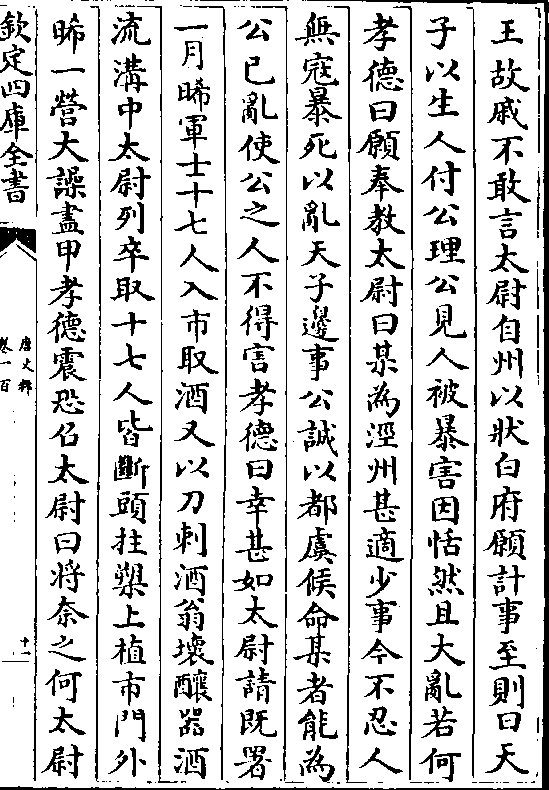 王故戚不敢言太尉自州以狀白府願計事至則曰天
子以生人付公理公見人被暴害因恬然且大亂若何
孝德曰願奉教太尉曰某為涇州甚適少事今不忍人
無寇暴死以亂天子邊事公誠以都虞候命某者能為
公已亂使公之人不得害孝德曰幸甚如太尉請既署
一月晞軍士十七人入市取酒又以刀刺酒翁壞釀器酒
流溝中太尉列卒取十七人皆斷頭拄槊上植市門外
晞一營大譟盡甲孝德震恐召太尉曰將奈之何太尉
欽定四庫全書
唐文粹
卷一百
十一